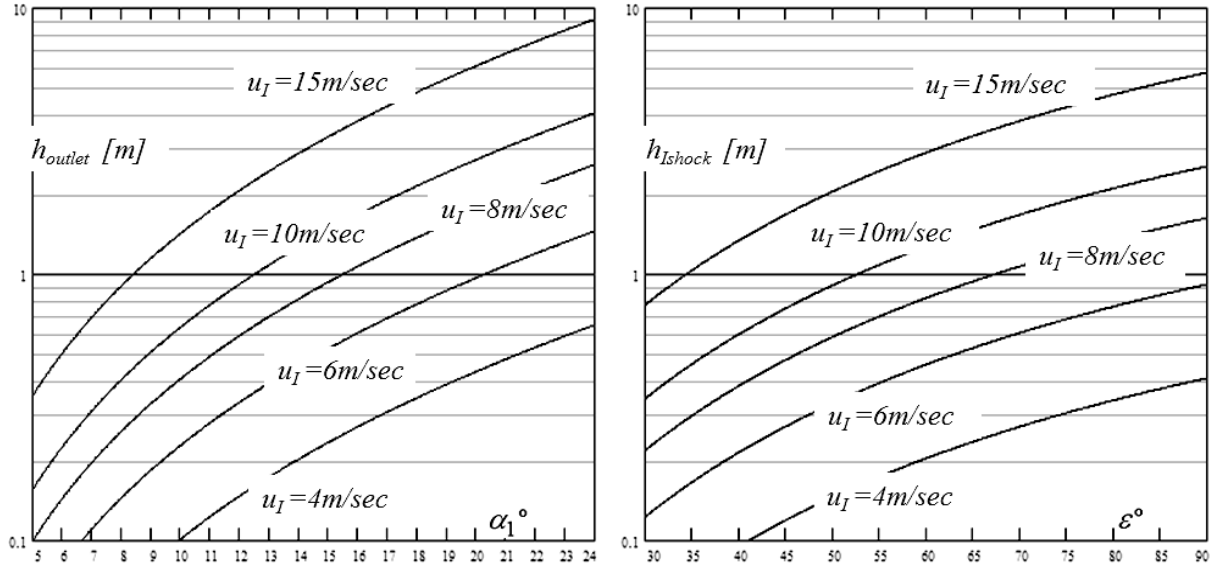 10
u_I =15m/sec
h_outlet [m]
u_I =8m/sec
u_I =10m/sec
1
u_I =6m/sec
u_I =4m/sec
α₁°
0.1
5 6 7 8 9 10 11 12 13 14 15 16 17 18 19 20 21 22 23 24
10
u_I =15m/sec
h_Ishock [m]
u_I =10m/sec
u_I =8m/sec
1
u_I =6m/sec
u_I =4m/sec
ε°
0.1
30 35 40 45 50 55 60 65 70 75 80 85 90